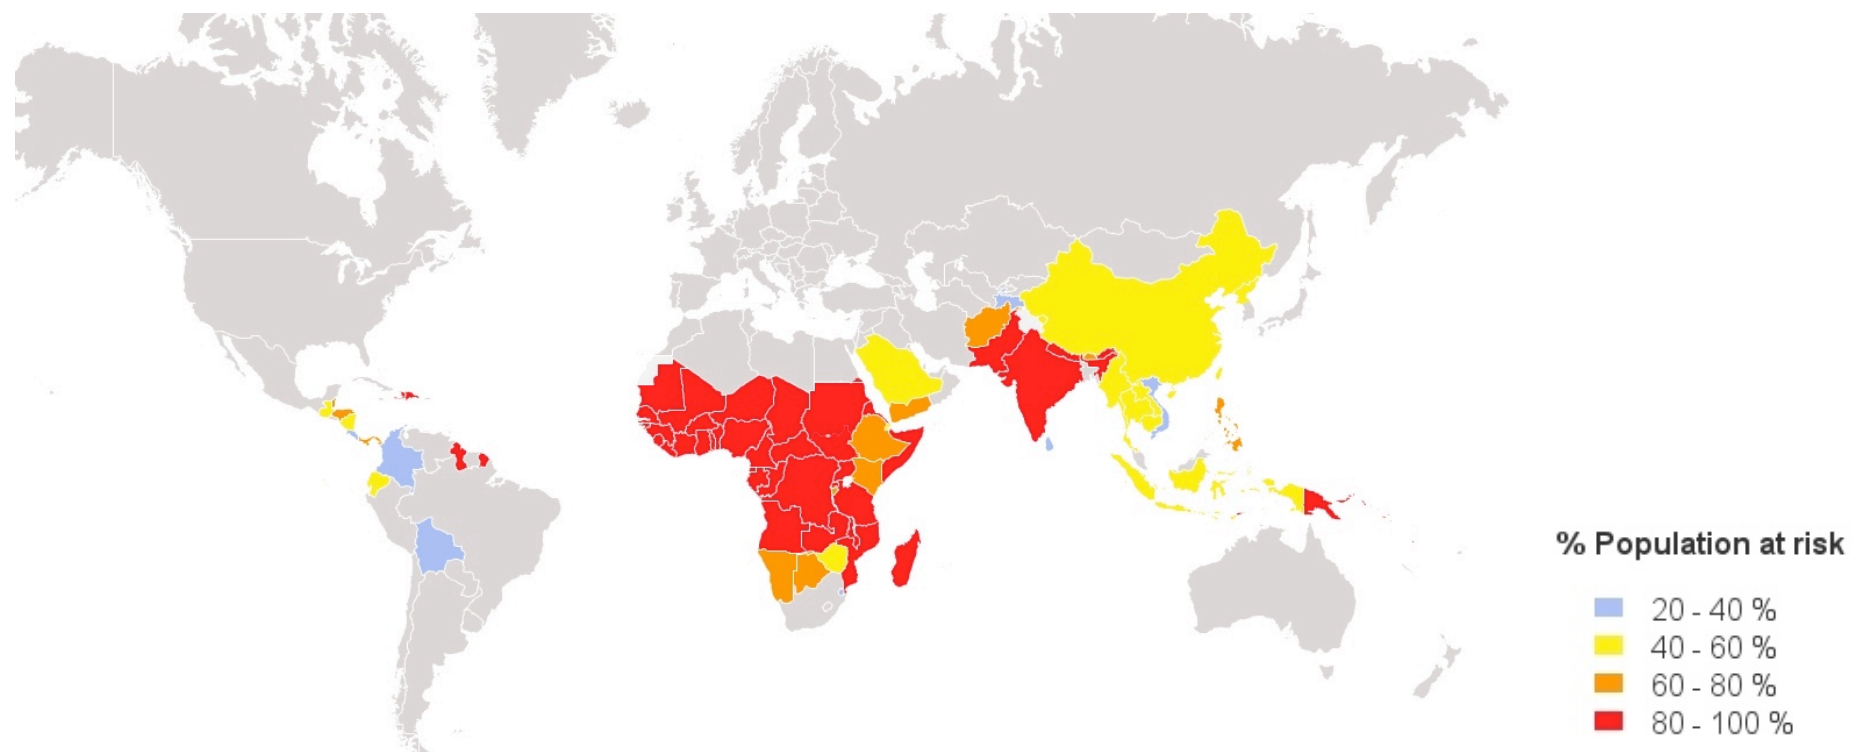 % Population at risk
20 - 40 %
40 - 60 %
60 - 80 %
80 - 100 %